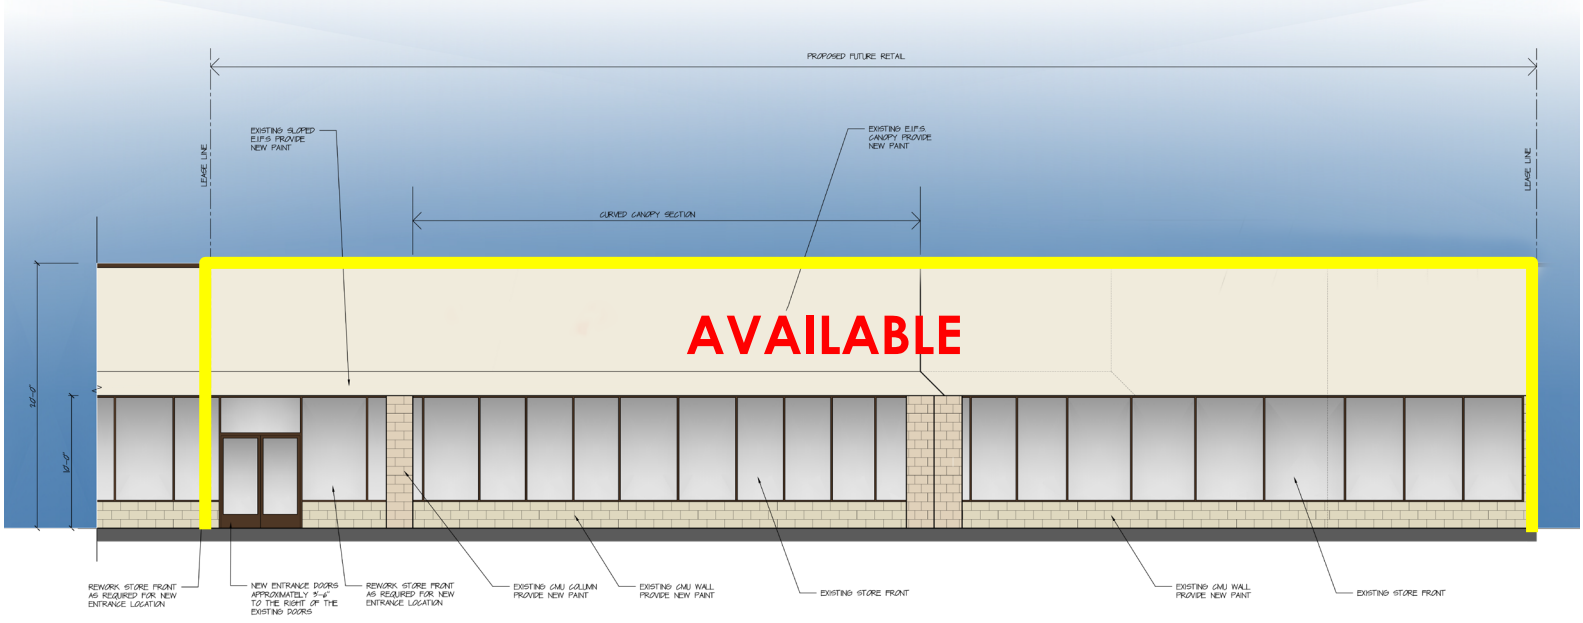 PROPOSED FUTURE RETAIL
EXISTING SLOPED
E.I.F.S PROVIDE
NEW PAINT
EXISTING E.I.F.S.
CANOPY PROVIDE
NEW PAINT
LEASE LINE
LEASE LINE
CURVED CANOPY SECTION
AVAILABLE
20'-0"
10'-0"
REWORK STORE FRONT
AS REQUIRED FOR NEW
ENTRANCE LOCATION
NEW ENTRANCE DOORS
APPROXIMATELY 3'-6"
TO THE RIGHT OF THE
EXISTING DOORS
REWORK STORE FRONT
AS REQUIRED FOR NEW
ENTRANCE LOCATION
EXISTING CMU COLUMN
PROVIDE NEW PAINT
EXISTING CMU WALL
PROVIDE NEW PAINT
EXISTING STORE FRONT
EXISTING CMU WALL
PROVIDE NEW PAINT
EXISTING STORE FRONT